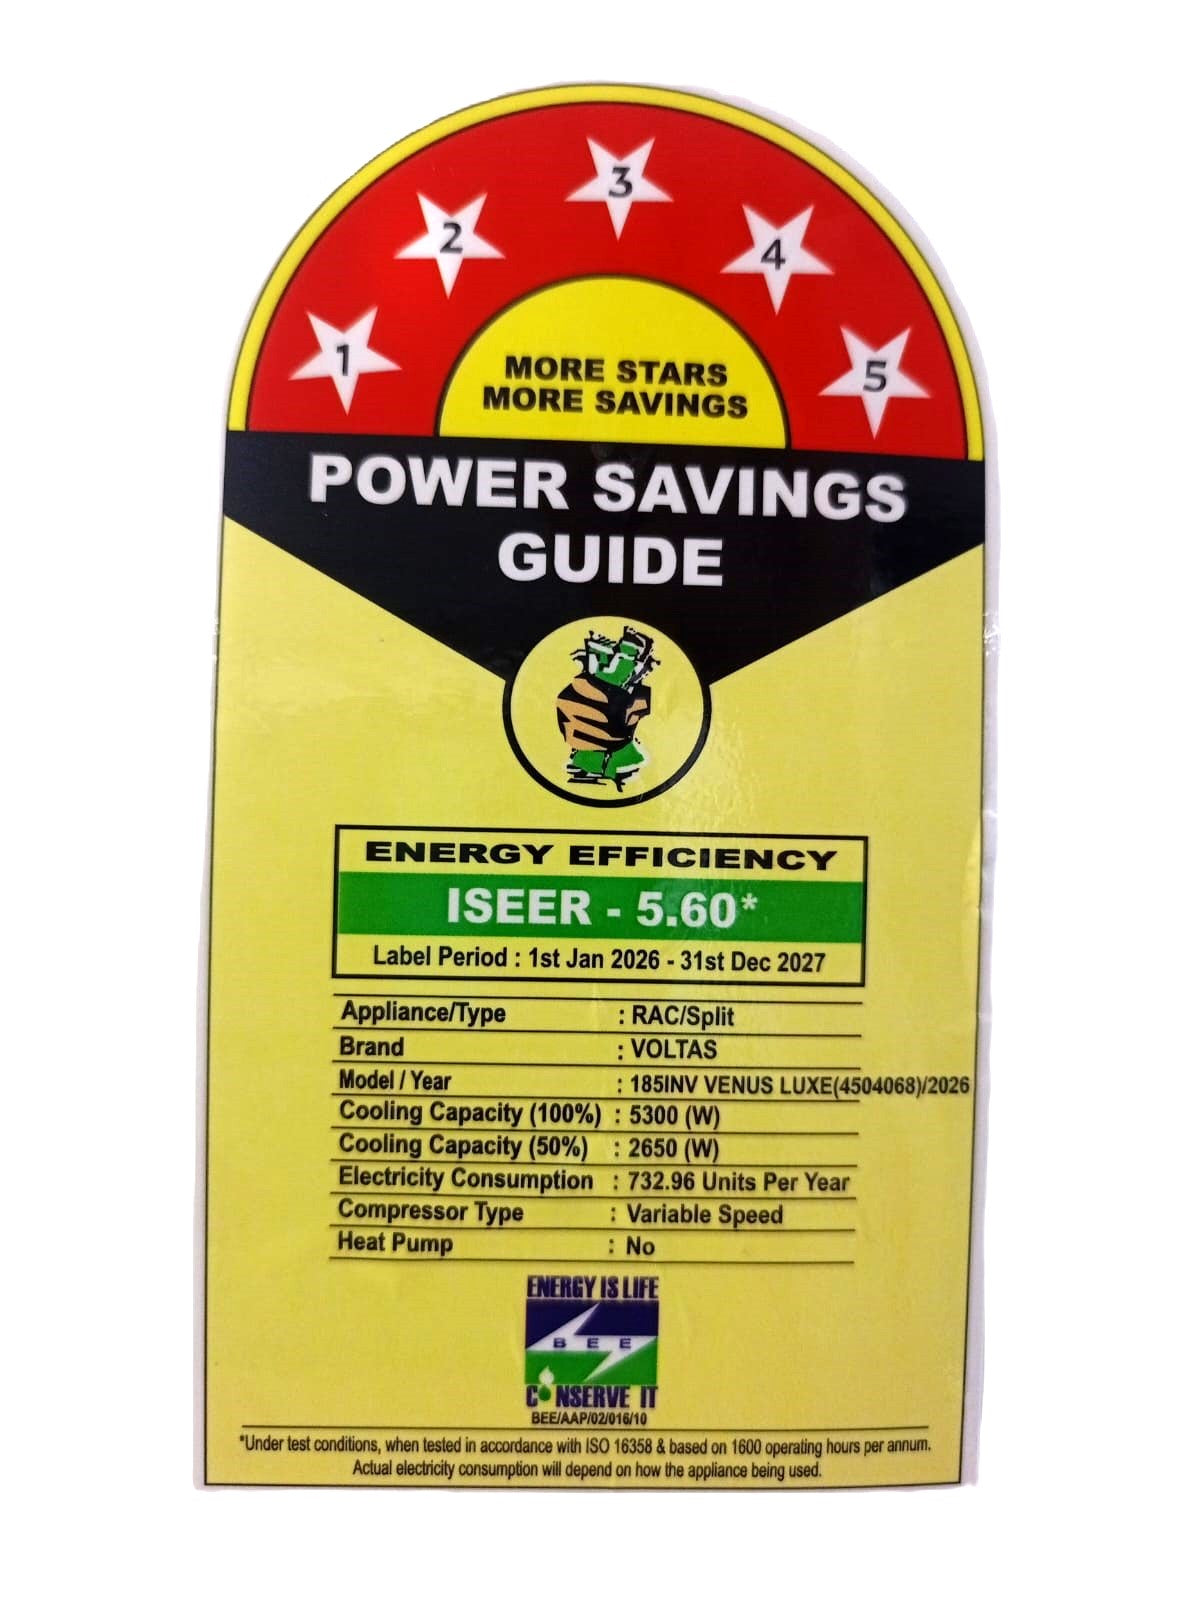 1
2
3
4
5
MORE STARS
MORE SAVINGS
POWER SAVINGS
GUIDE
ENERGY EFFICIENCY
ISEER - 5.60*
Label Period : 1st Jan 2026 - 31st Dec 2027
Appliance/Type : RAC/Split
Brand : VOLTAS
Model / Year : 185INV VENUS LUXE(4504068)/2026
Cooling Capacity (100%) : 5300 (W)
Cooling Capacity (50%) : 2650 (W)
Electricity Consumption : 732.96 Units Per Year
Compressor Type : Variable Speed
Heat Pump : No
ENERGY IS LIFE
BEE
CONSERVE IT
BEE/AAP/02/016/10
*Under test conditions, when tested in accordance with ISO 16358 & based on 1600 operating hours per annum.
Actual electricity consumption will depend on how the appliance being used.